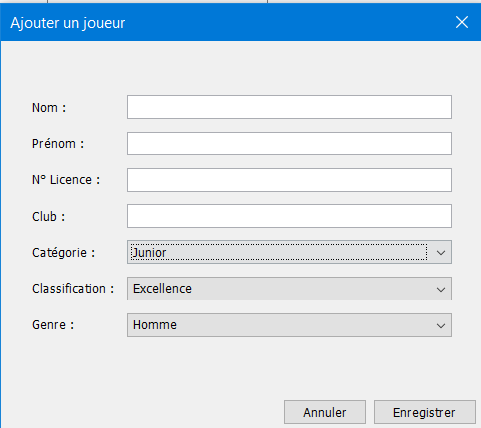 Ajouter un joueur
Nom :
Prénom :
N° Licence :
Club :
Catégorie : Junior
Classification : Excellence
Genre : Homme
Annuler Enregistrer